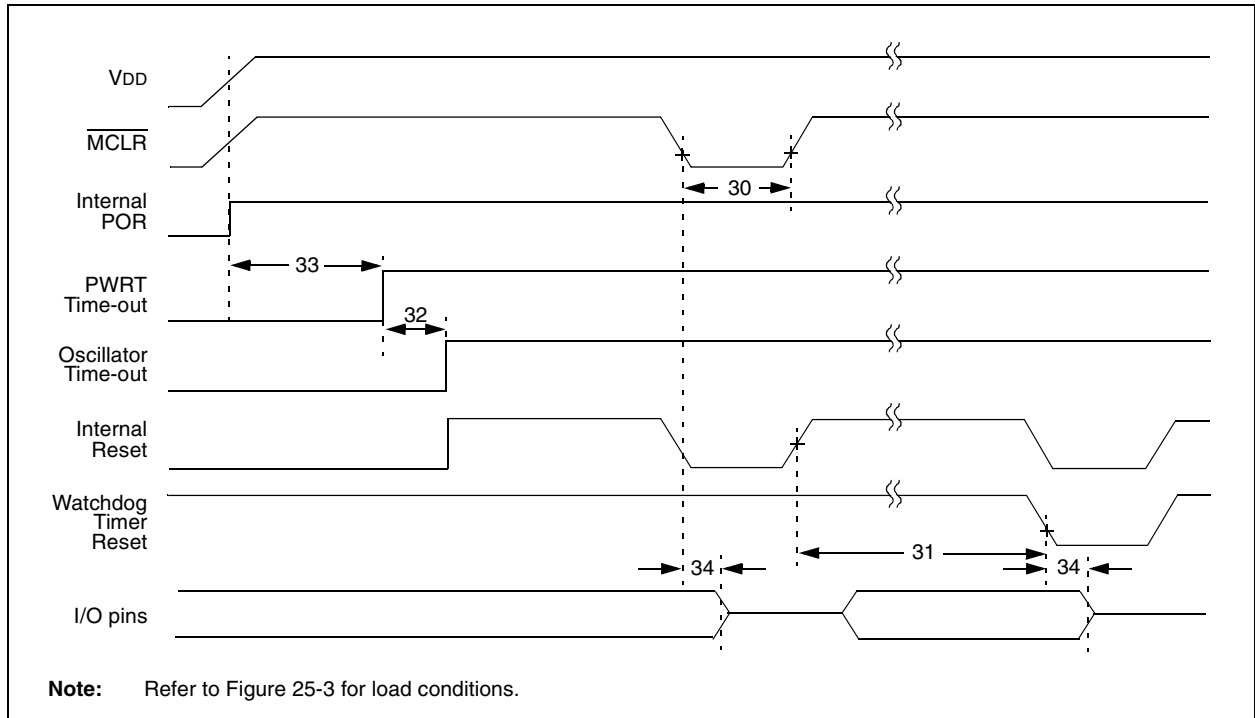 VDD
MCLR
30
Internal
POR
33
PWRT
Time-out
32
Oscillator
Time-out
Internal
Reset
Watchdog
Timer
Reset
31
34
34
I/O pins
Note: Refer to Figure 25-3 for load conditions.